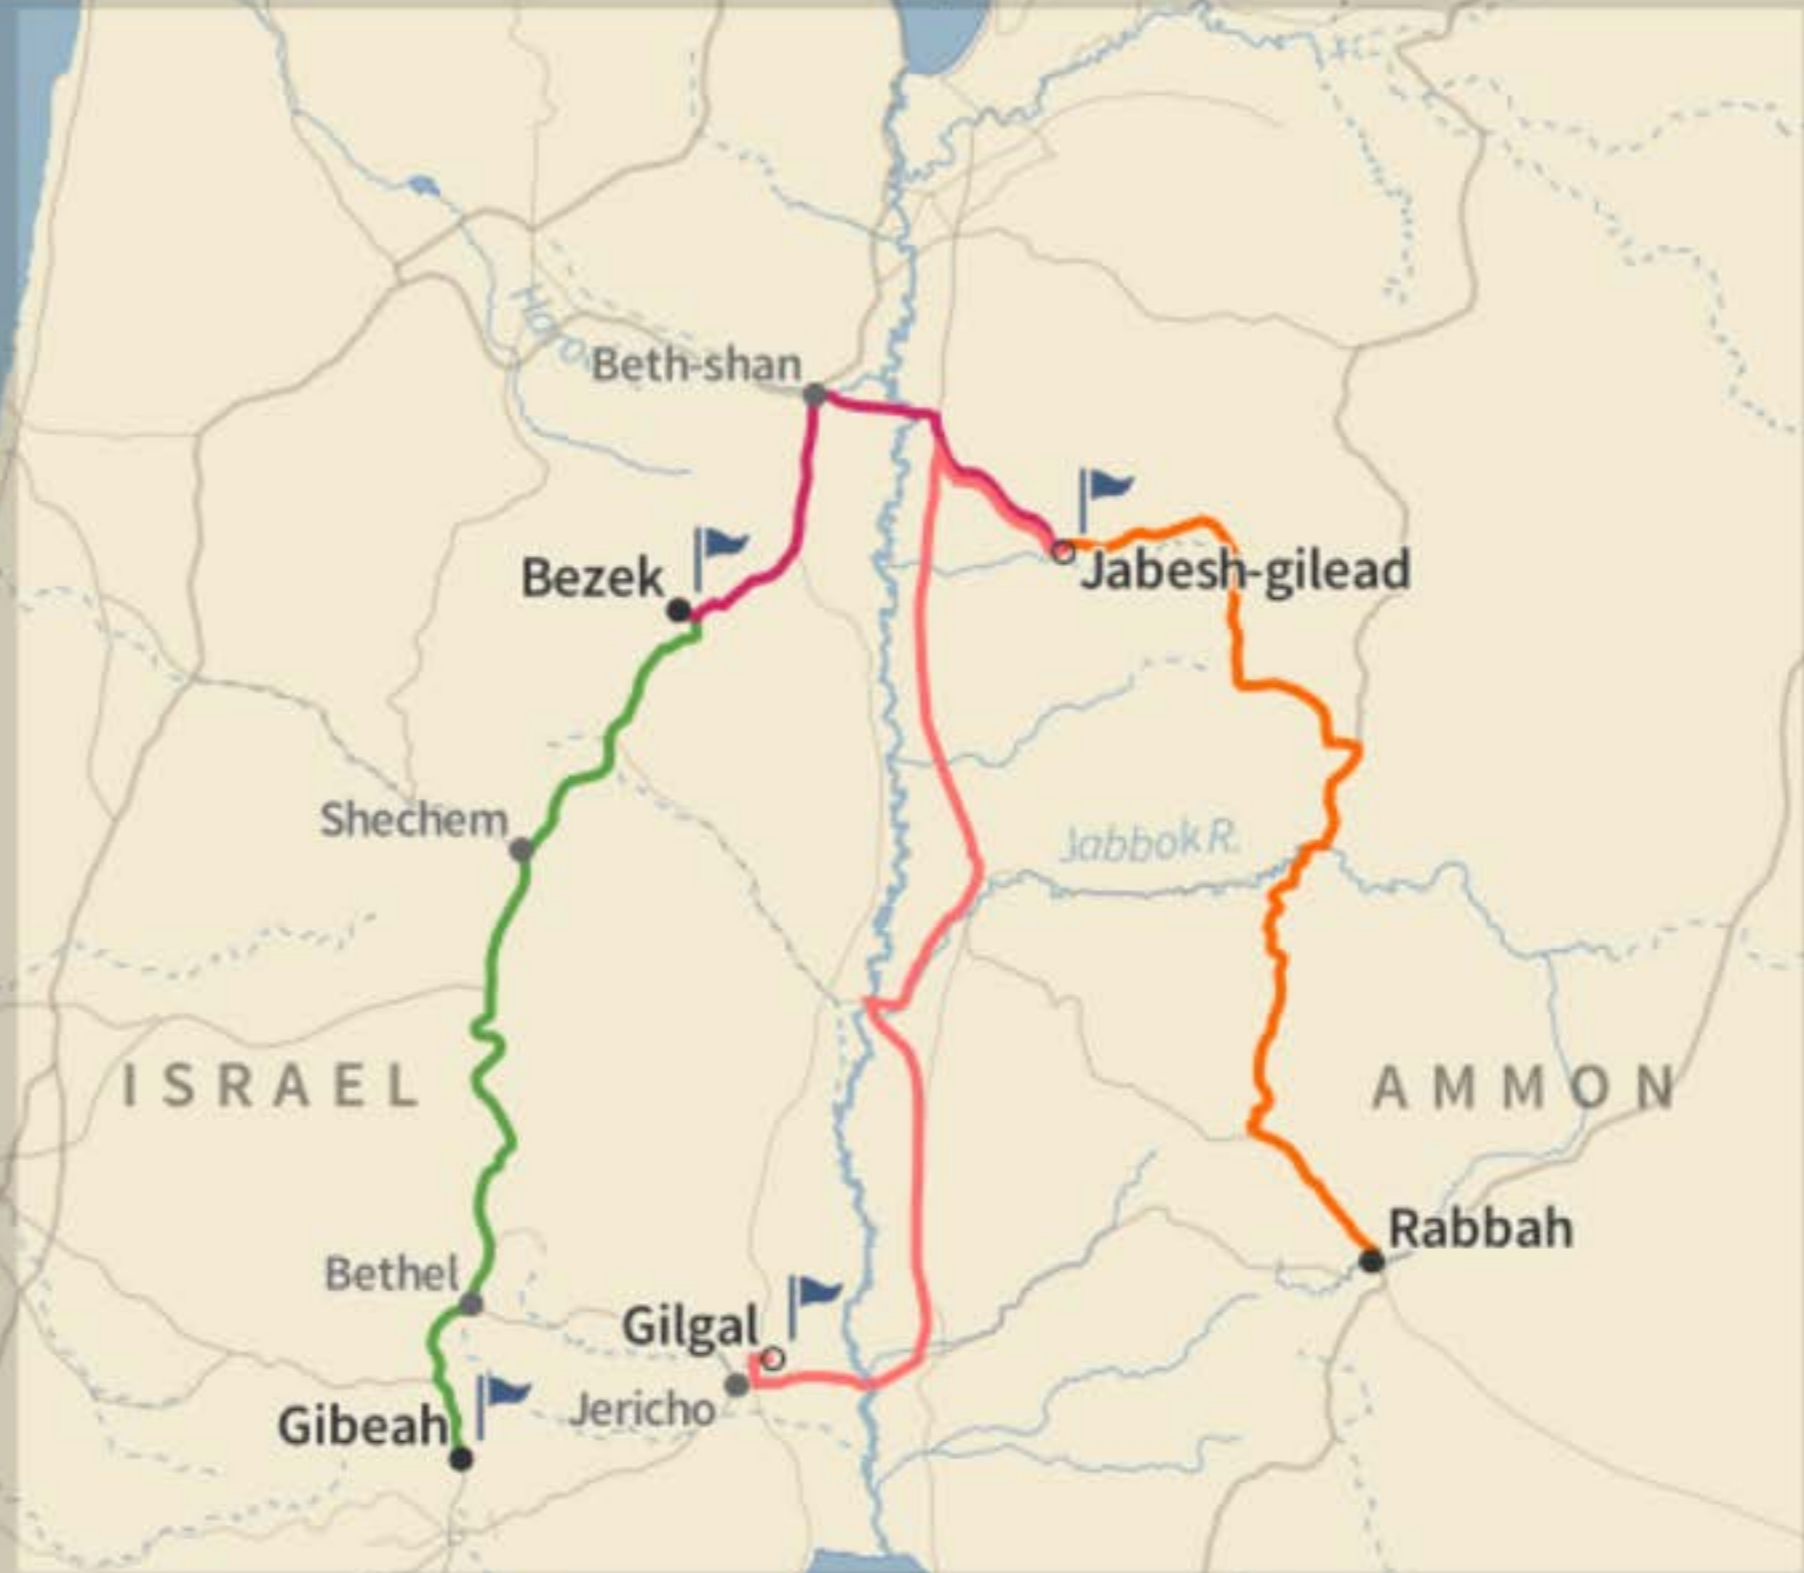 Beth-shan
Bezek
Jabesh-gilead
Shechem
Jabbok R.
ISRAEL
AMMON
Rabbah
Bethel
Gilgal
Jericho
Gibeah